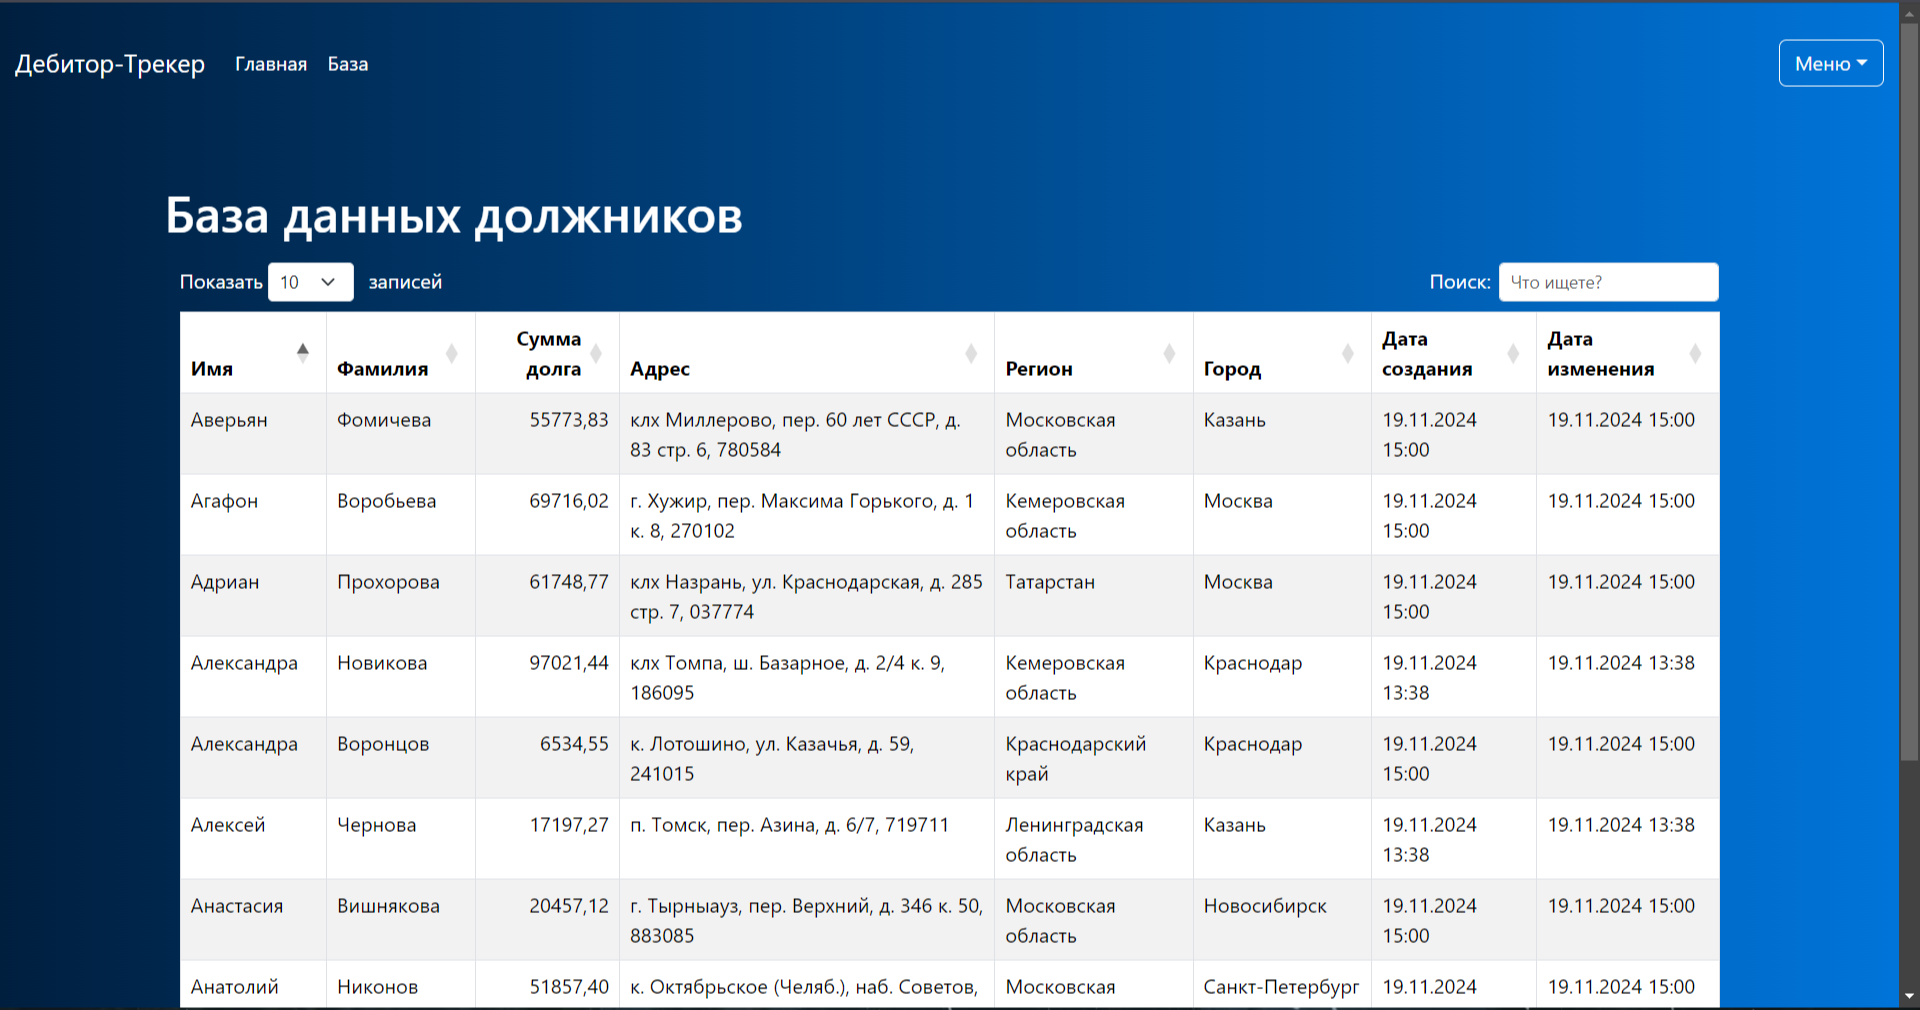 Дебитор-Трекер Главная База Меню
База данных должников
Показать 10 записей Поиск: Что ищете?
Имя Фамилия Сумма долга Адрес Регион Город Дата создания Дата изменения
Аверьян Фомичева 55773,83 клх Миллерово, пер. 60 лет СССР, д. 83 стр. 6, 780584 Московская область Казань 19.11.2024 15:00 19.11.2024 15:00
Агафон Воробьева 69716,02 г. Хужир, пер. Максима Горького, д. 1 к. 8, 270102 Кемеровская область Москва 19.11.2024 15:00 19.11.2024 15:00
Адриан Прохорова 61748,77 клх Назрань, ул. Краснодарская, д. 285 стр. 7, 037774 Татарстан Москва 19.11.2024 15:00 19.11.2024 15:00
Александра Новикова 97021,44 клх Томпа, ш. Базарное, д. 2/4 к. 9, 186095 Кемеровская область Краснодар 19.11.2024 13:38 19.11.2024 13:38
Александра Воронцов 6534,55 к. Лотошино, ул. Казачья, д. 59, 241015 Краснодарский край Краснодар 19.11.2024 15:00 19.11.2024 15:00
Алексей Чернова 17197,27 п. Томск, пер. Азина, д. 6/7, 719711 Ленинградская область Казань 19.11.2024 13:38 19.11.2024 13:38
Анастасия Вишнякова 20457,12 г. Тырныауз, пер. Верхний, д. 346 к. 50, 883085 Московская область Новосибирск 19.11.2024 15:00 19.11.2024 15:00
Анатолий Никонов 51857,40 к. Октябрьское (Челяб.), наб. Советов, Московская Санкт-Петербург 19.11.2024 19.11.2024 15:00